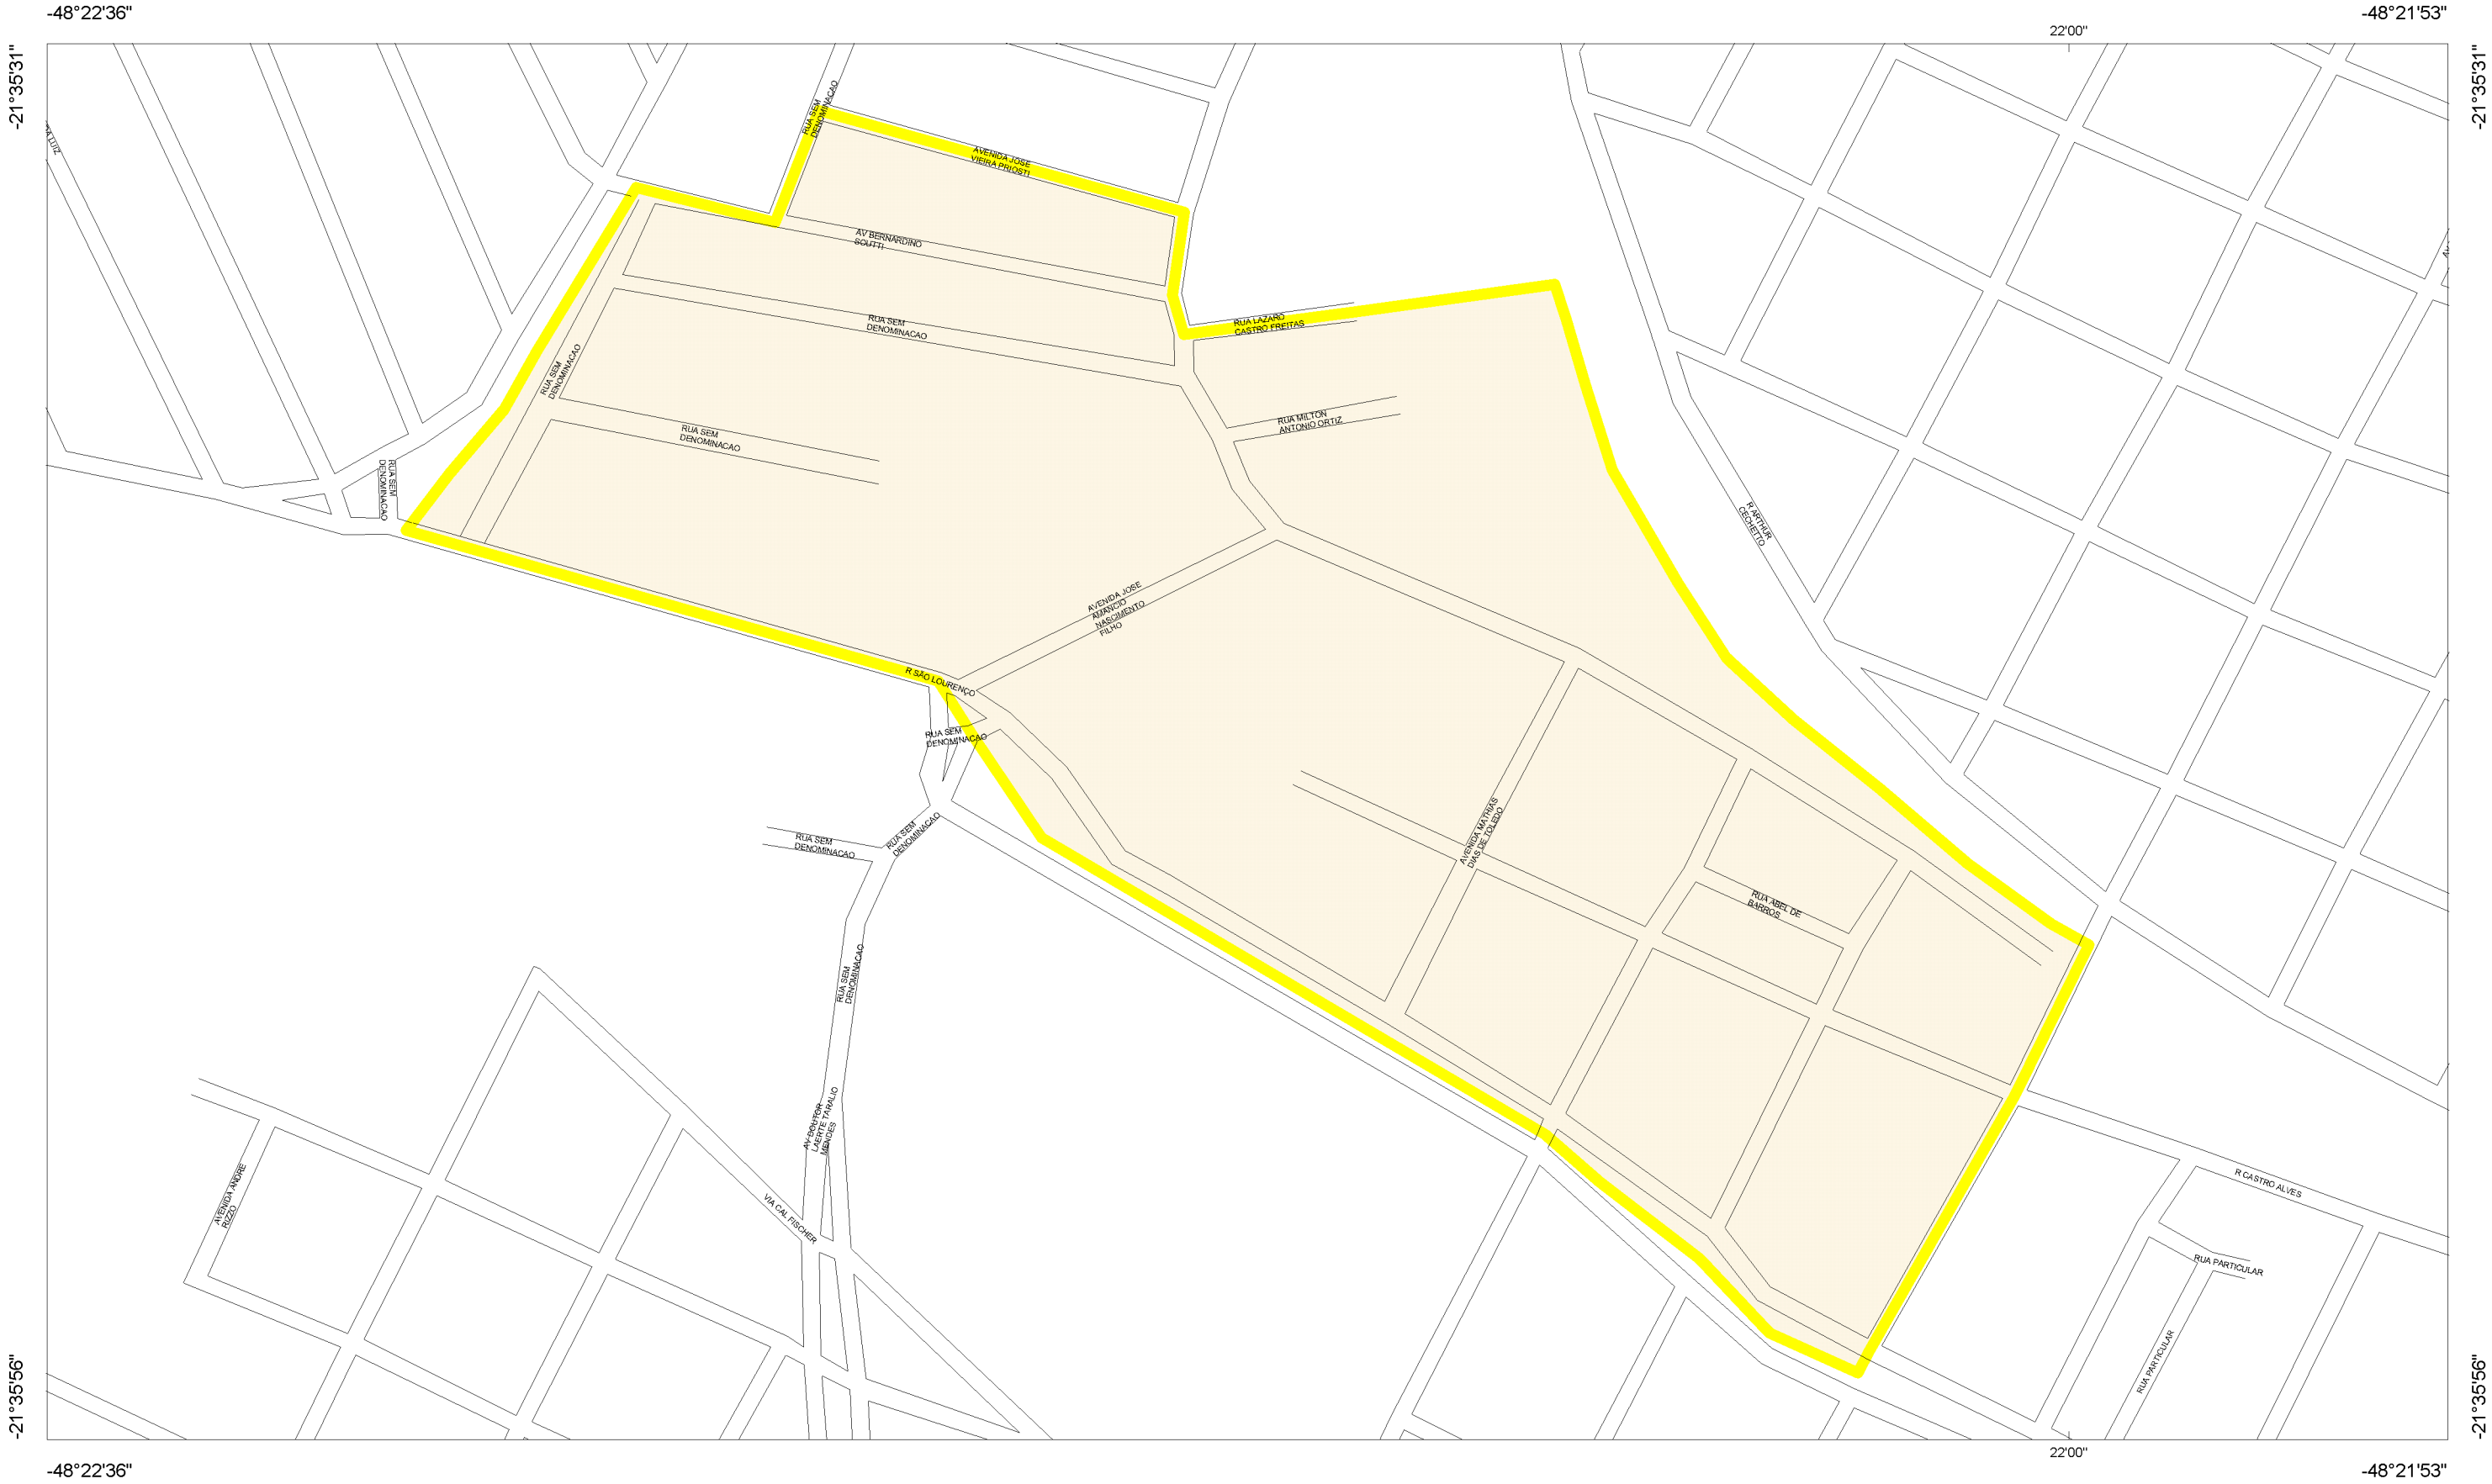 -48°22'36"
-48°21'53"
22'00"
-21°35'31"
-21°35'31"
RUA SEM
DENOMINACAO
AVENIDA JOSE
VIEIRA PRIOSTI
AV BERNARDINO
SOUTTI
RUA SEM
DENOMINACAO
RUA LAZARO
CASTRO FREITAS
RUA SEM
DENOMINACAO
RUA MILTON
ANTONIO ORTIZ
RUA SEM
DENOMINACAO
RUA SEM
DENOMINACAO
R ARTHUR
CECHETTO
AVENIDA JOSE
AMANCIO
NASCIMENTO
FILHO
R SÃO LOURENÇO
RUA SEM
DENOMINACAO
RUA SEM
DENOMINACAO
RUA SEM
DENOMINACAO
AVENIDA MATHIAS
DIAS DE TOLEDO
RUA ABEL DE
BARROS
RUA SEM
DENOMINACAO
AV DOUTOR
LAERTE TARALIO
MENDES
AVENIDA ANDRE
RIZZO
VIA CAL FISCHER
R CASTRO ALVES
RUA PARTICULAR
RUA PARTICULAR
-21°35'56"
-21°35'56"
22'00"
-48°22'36"
-48°21'53"